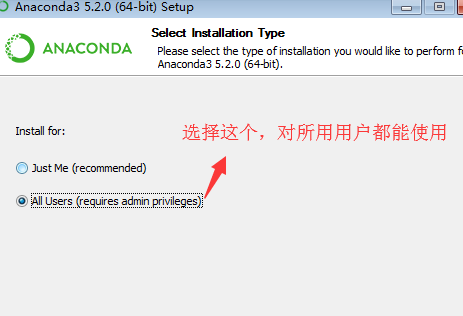 Anaconda3 5.2.0 (64-bit) Setup
ANACONDA
Select Installation Type
Please select the type of installation you would like to perform f
Anaconda3 5.2.0 (64-bit).
Install for:
选择这个，对所用用户都能使用
Just Me (recommended)
All Users (requires admin privileges)